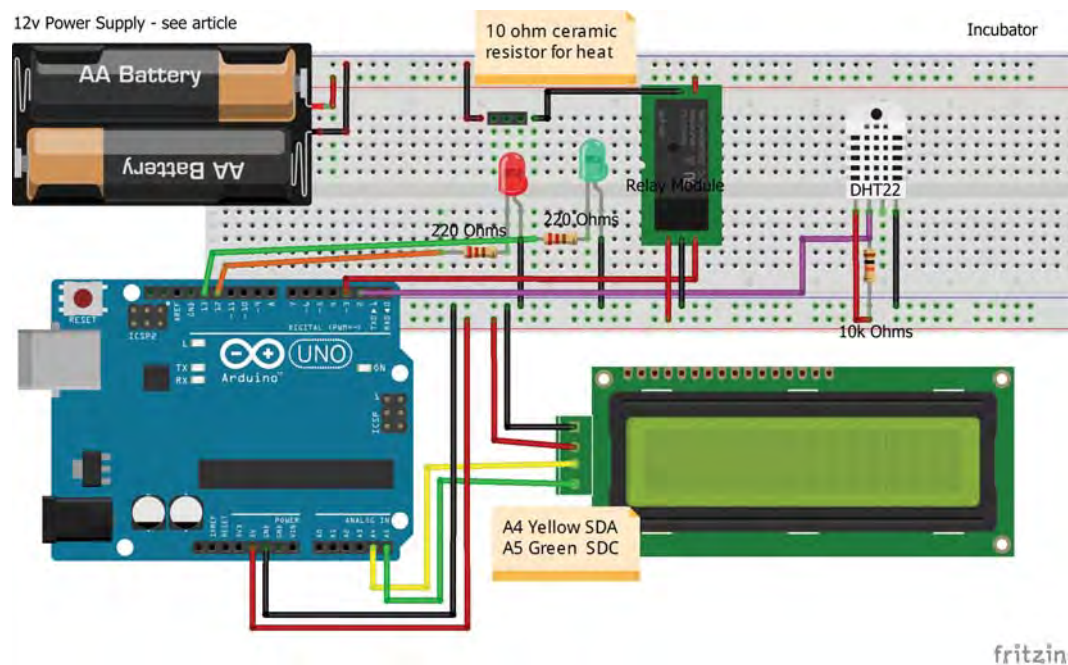 12v Power Supply - see article
Incubator
10 ohm ceramic
resistor for heat
AA Battery
AA Battery
Relay Module
DHT22
220 Ohms
220 Ohms
10k Ohms
RESET
ICSP2
AREF
GND
13
12
~11
~10
~9
8
7
~6
~5
4
~3
2
TX0
RX0
DIGITAL (PWM=~)
L
TX
RX
Arduino
UNO
ON
ICSP
1
IOREF
RESET
3V3
5V
GND
GND
VIN
POWER
ANALOG IN
A0
A1
A2
A3
A4
A5
A4 Yellow SDA
A5 Green SDC
fritzin